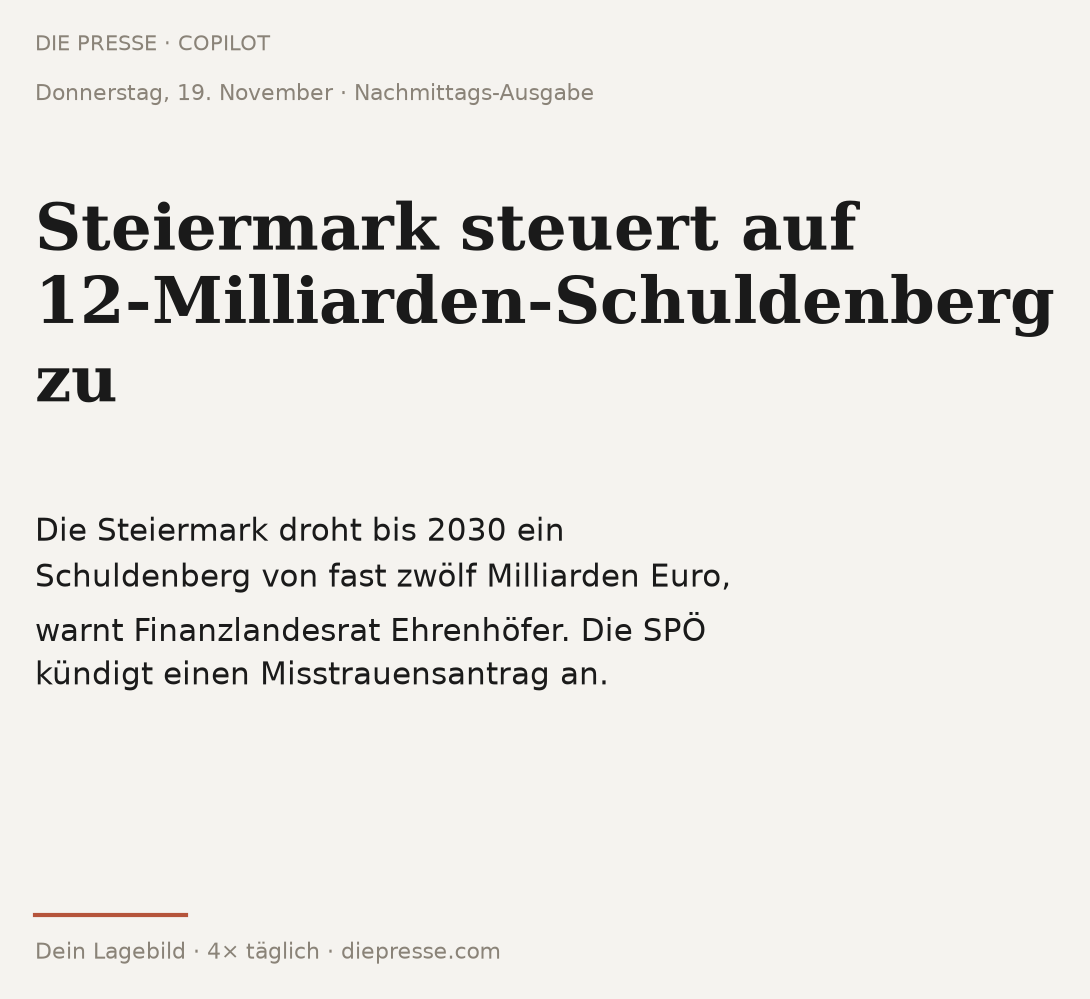 DIE PRESSE · COPILOT
Donnerstag, 19. November · Nachmittags-Ausgabe
Steiermark steuert auf
12-Milliarden-Schuldenberg
zu
Die Steiermark droht bis 2030 ein
Schuldenberg von fast zwölf Milliarden Euro,
warnt Finanzlandesrat Ehrenhöfer. Die SPÖ
kündigt einen Misstrauensantrag an.
Dein Lagebild · 4× täglich · diepresse.com